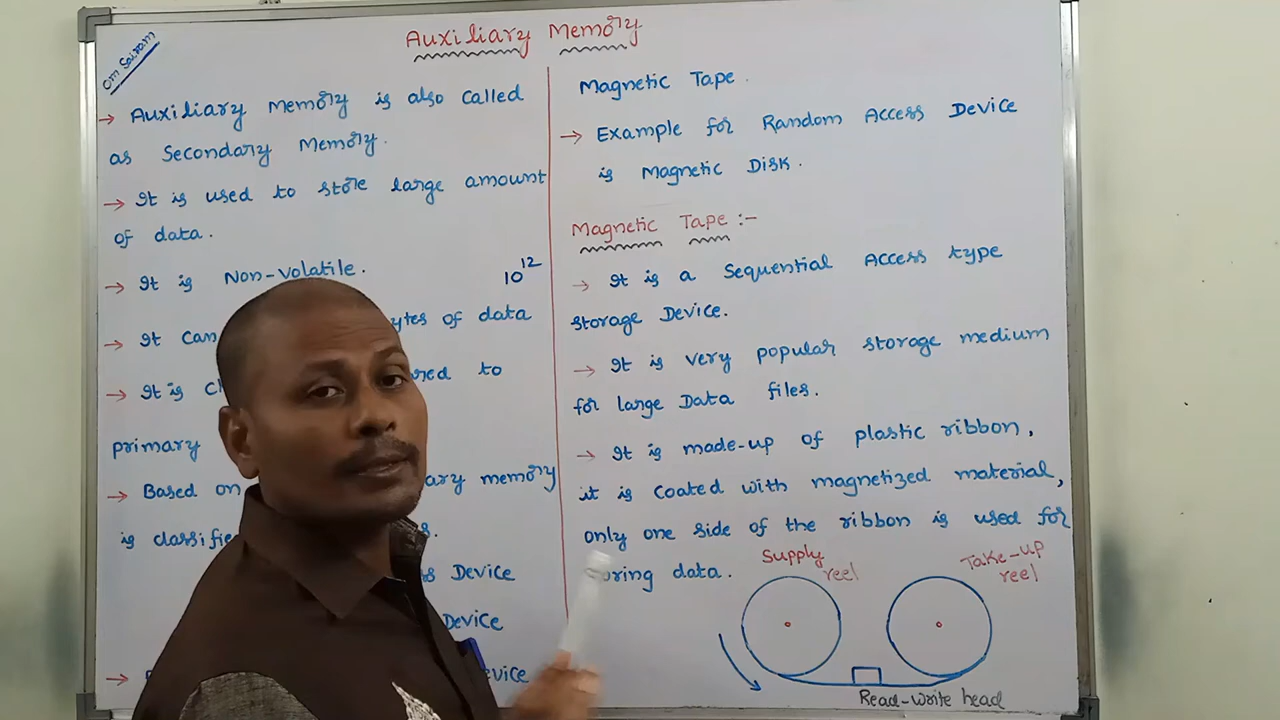 Om Sairam
Auxiliary Memory
→ Auxiliary Memory is also called
as Secondary Memory.
→ It is used to store large amount
of data.
→ It is Non-volatile.
10^12
→ It can ytes of data
→ It is to
primary
→ Based on ary memory
is
Device
Device
→ evice
Magnetic Tape.
→ Example for Random Access Device
is Magnetic Disk.
Magnetic Tape :-
→ It is a Sequential Access type
storage Device.
→ It is very popular storage medium
for large Data files.
→ It is made-up of plastic ribbon,
it is coated with magnetized material,
only one side of the ribbon is used for
oring data.
Supply
reel
Take-up
reel
Read-write head